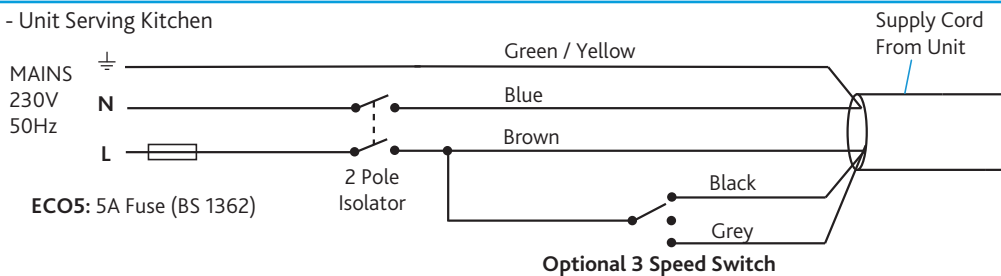 - Unit Serving Kitchen
Supply Cord
From Unit
Green / Yellow
MAINS
230V
50Hz
N
Blue
L
Brown
2 Pole
Isolator
Black
ECO5: 5A Fuse (BS 1362)
Grey
Optional 3 Speed Switch